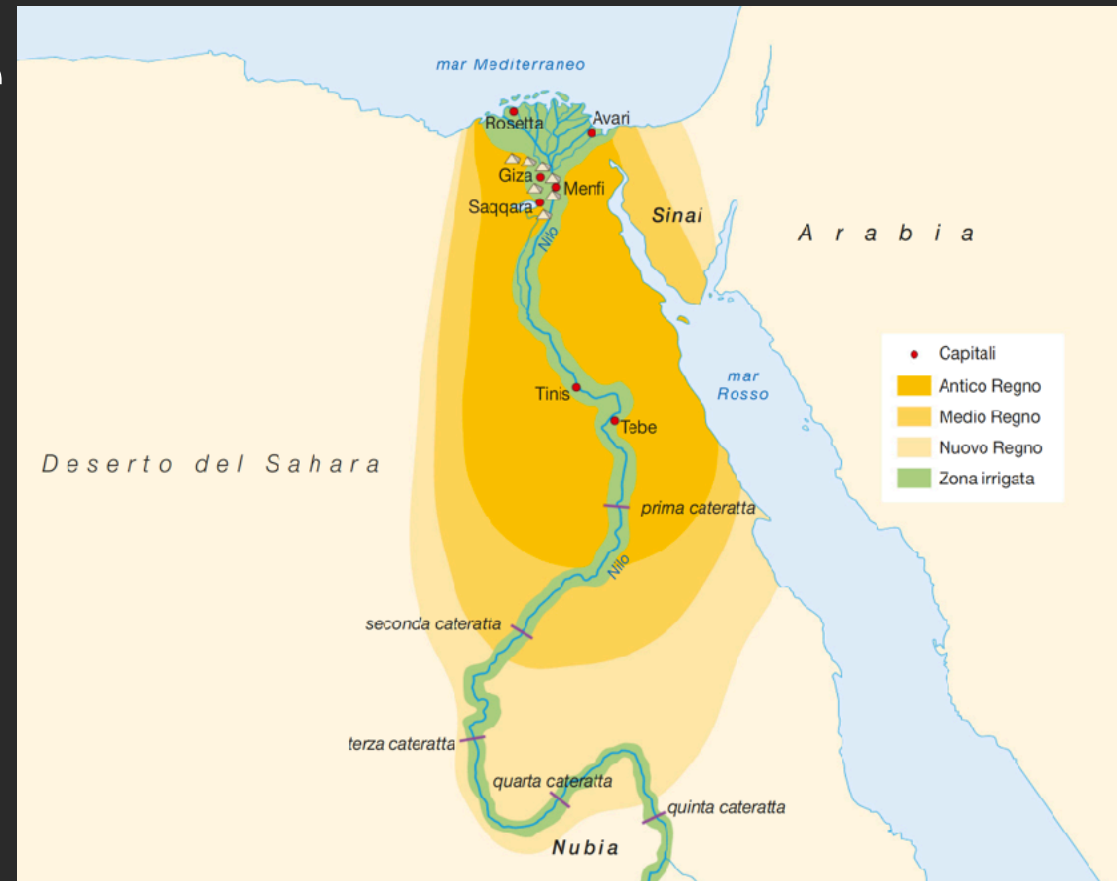 mar Mediterraneo
Rosetta
Avari
Giza
Menfi
Saqqara
Nilo
Sinai
Arabia
Capitali
Antico Regno
Medio Regno
Nuovo Regno
Zona irrigata
mar
Rosso
Tinis
Tebe
Deserto del Sahara
prima cateratta
Nilo
seconda cateratta
terza cateratta
quarta cateratta
quinta cateratta
Nubia